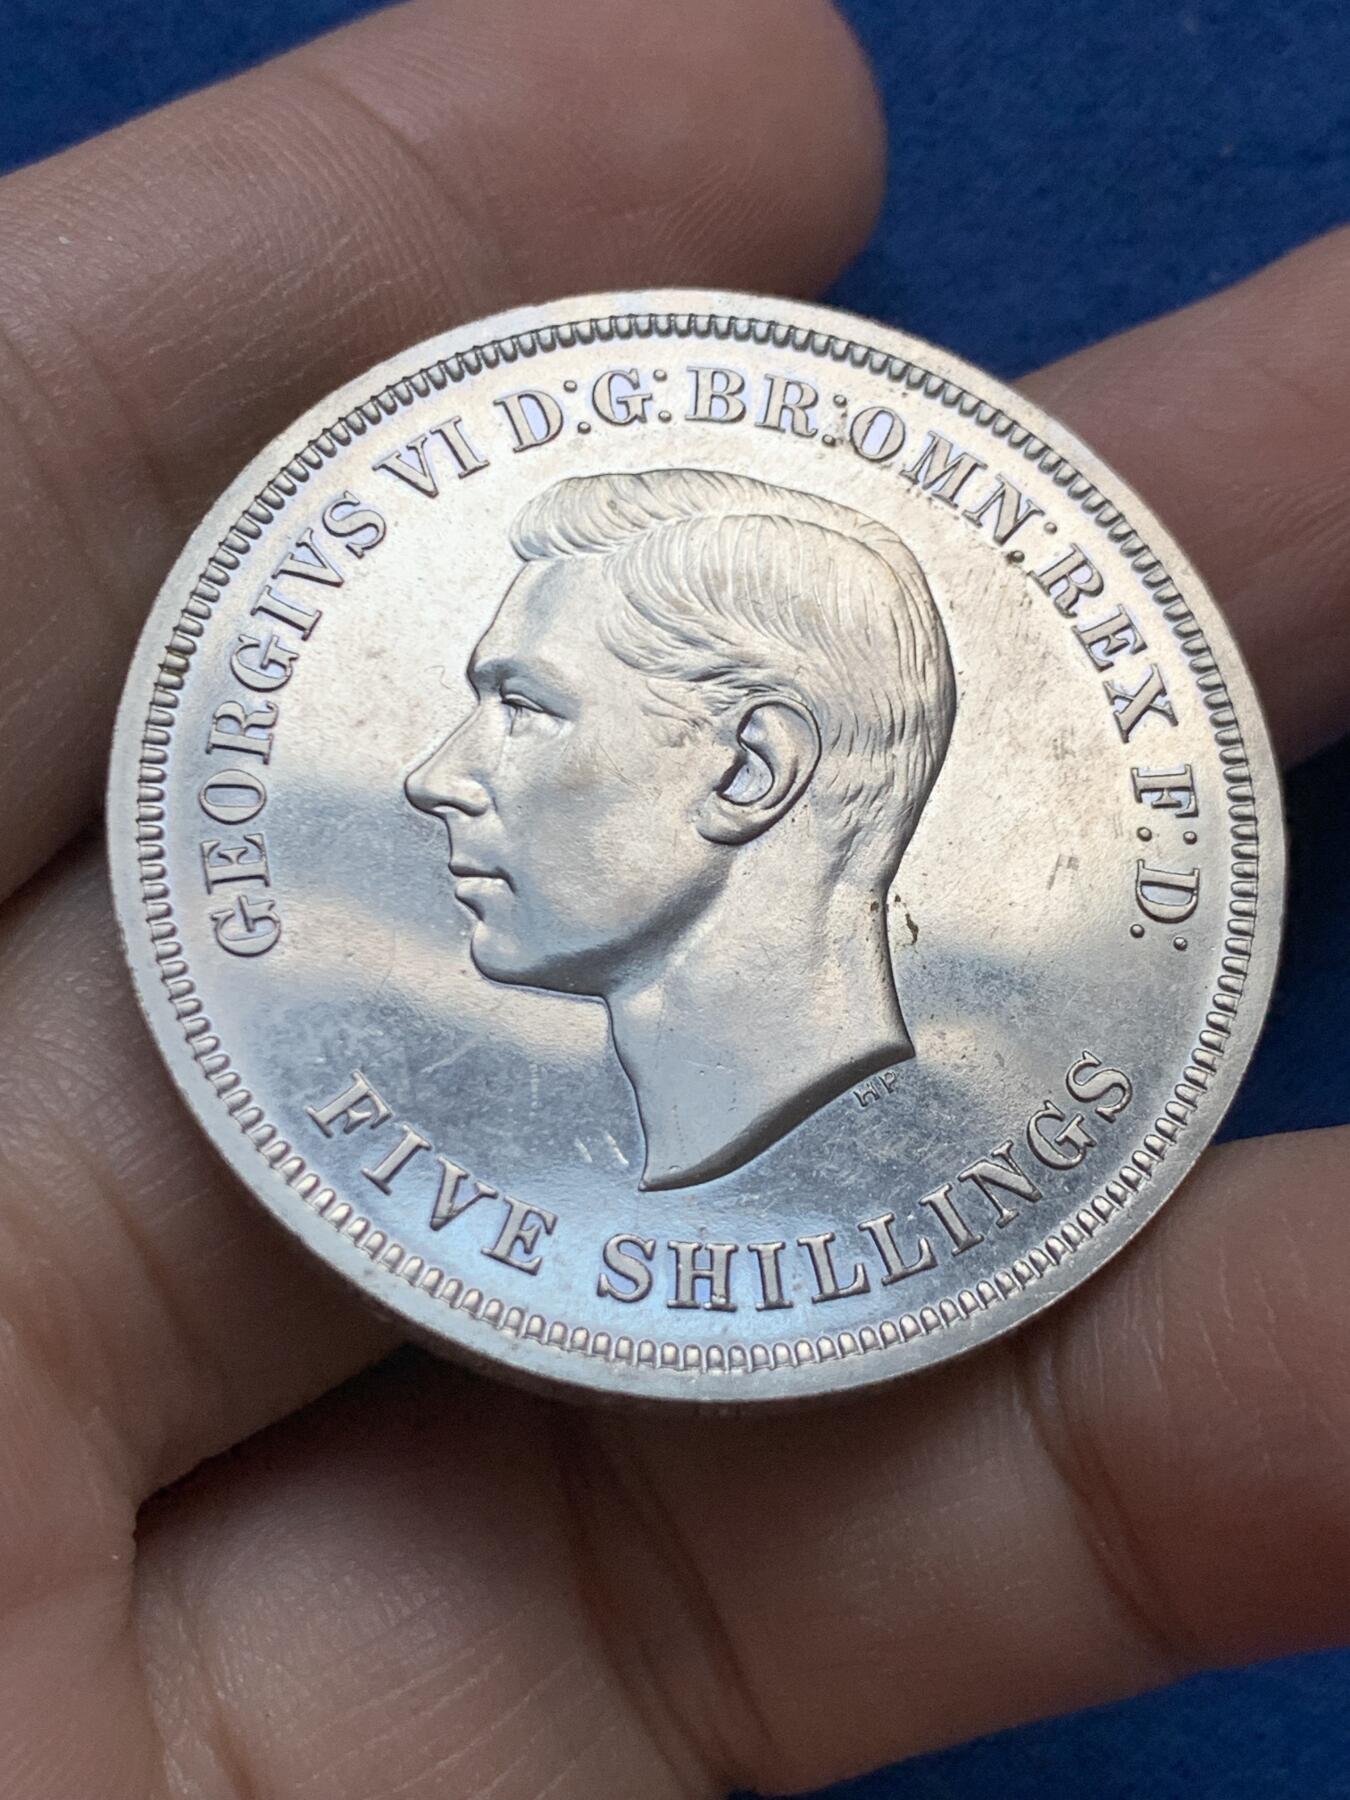 GEORGIVS VI D:G:BR:OMN:REX F:D:
HP
FIVE SHILLINGS